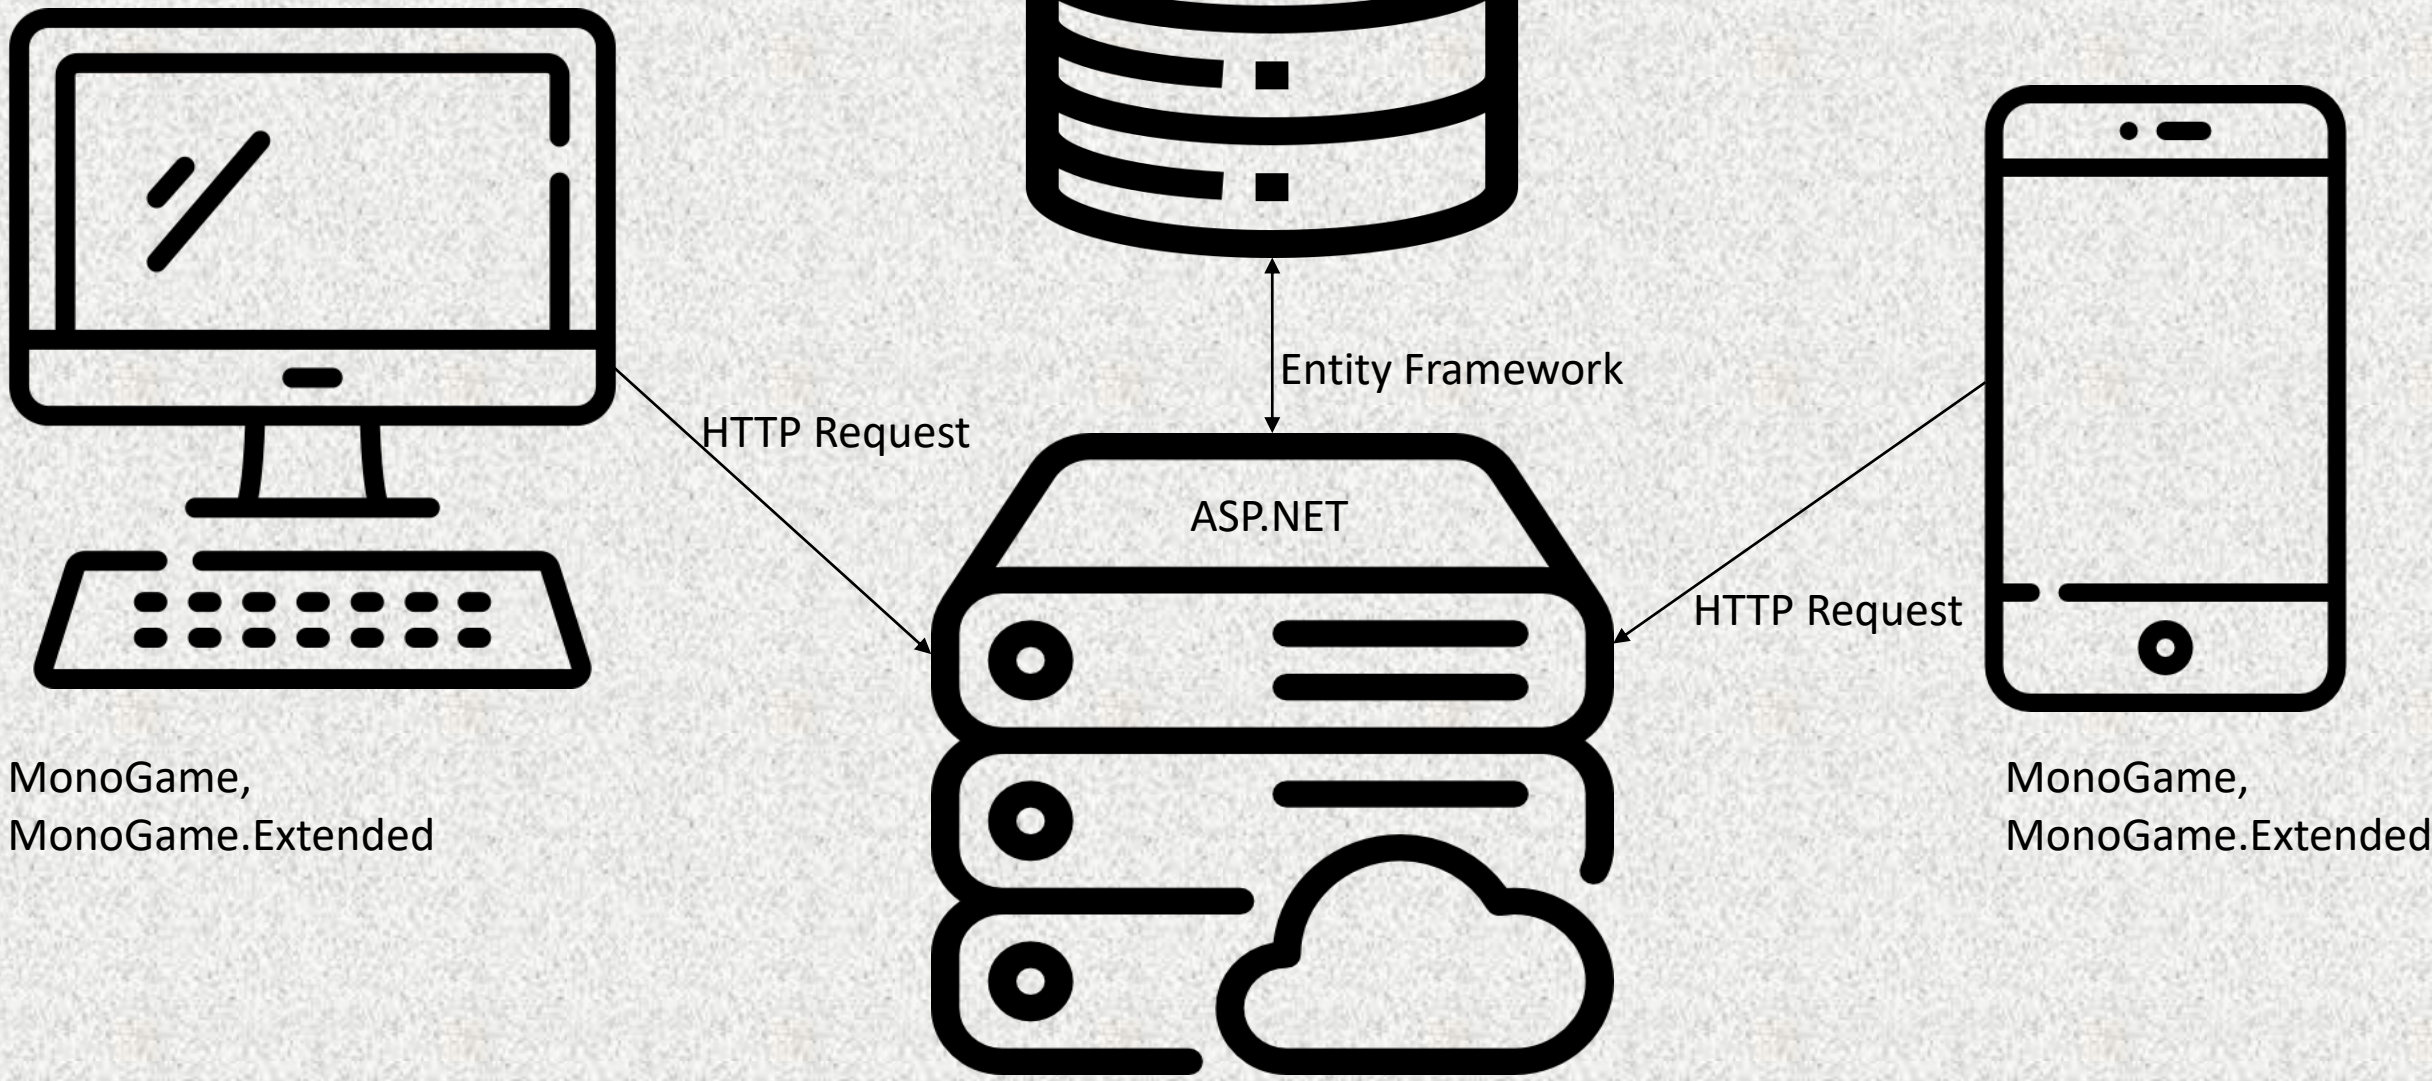 Entity Framework
HTTP Request
ASP.NET
HTTP Request
MonoGame,
MonoGame.Extended
MonoGame,
MonoGame.Extended